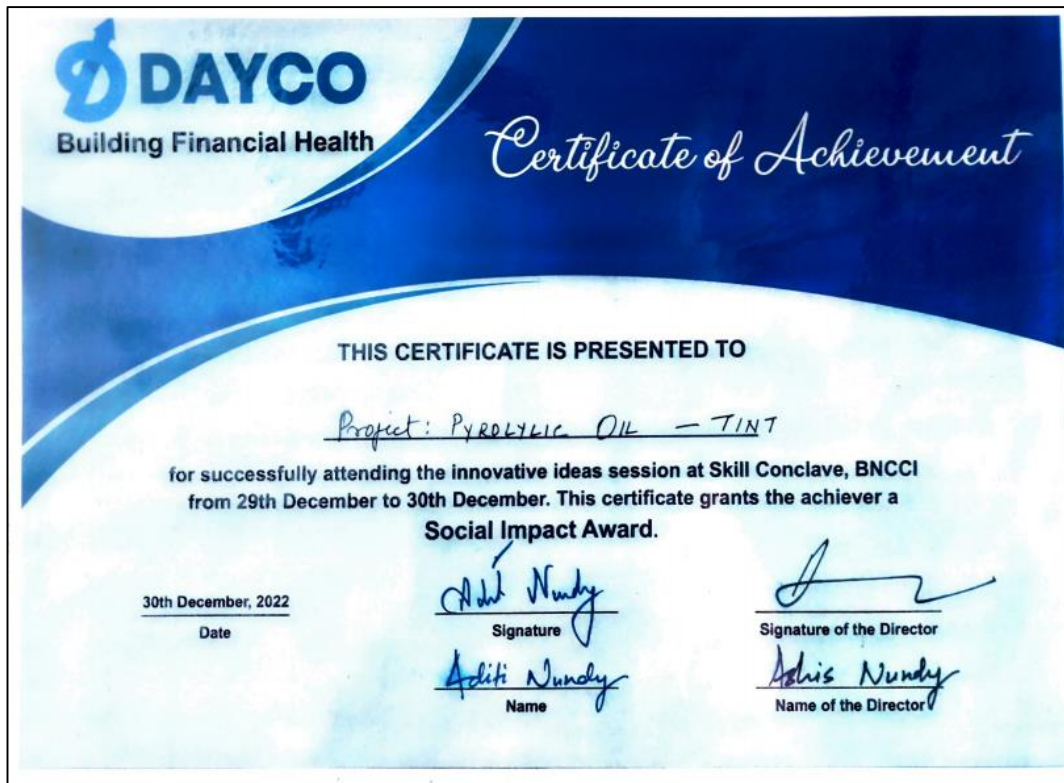 DAYCO
Building Financial Health
Certificate of Achievement
THIS CERTIFICATE IS PRESENTED TO
Project: PYROLYLIC OIL – TINT
for successfully attending the innovative ideas session at Skill Conclave, BNCCI
from 29th December to 30th December. This certificate grants the achiever a
Social Impact Award.
30th December, 2022
Date
Aditi Nundy
Signature
Signature of the Director
Aditi Nundy
Name
Ashis Nundy
Name of the Director